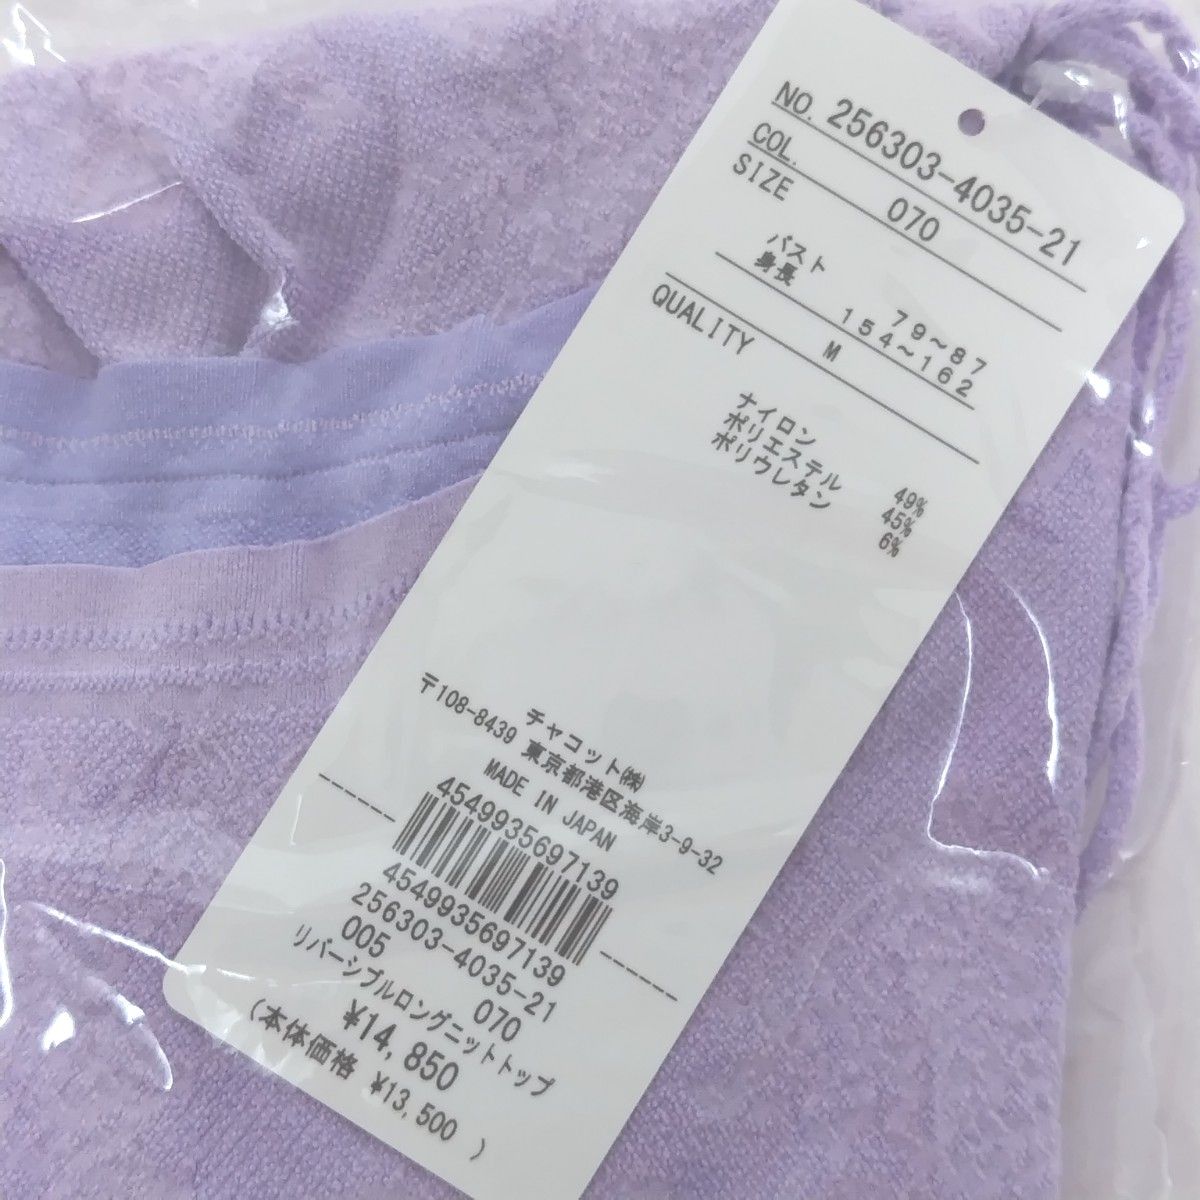 NO. 256303-4035-21
COL. 070
SIZE
バスト 79~87
身長 154~162
M
QUALITY
ナイロン 49%
ポリエステル 45%
ポリウレタン 6%
チャコット㈱
〒108-8439 東京都港区海岸3-9-32
MADE IN JAPAN
4549935697139
4549935697139
256303-4035-21
005 070
リバーシブルロングニットトップ
¥14,850
(本体価格 ¥13,500 )